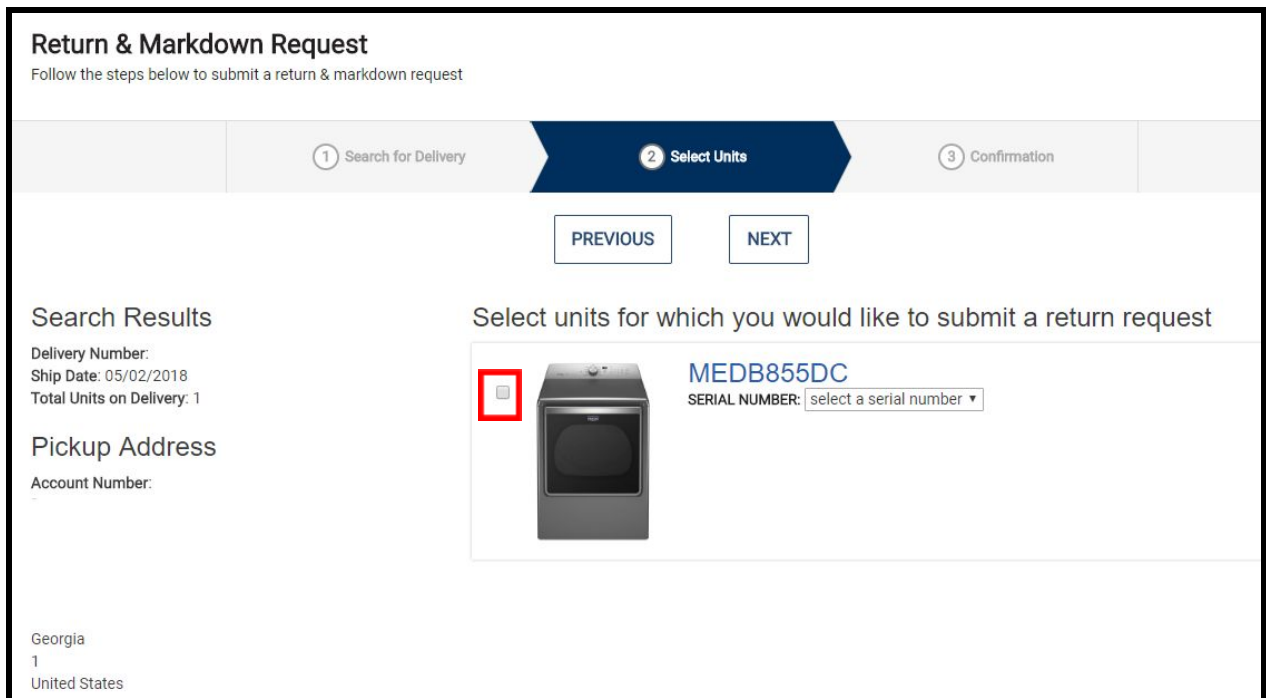 Return & Markdown Request
Follow the steps below to submit a return & markdown request
1 Search for Delivery
2 Select Units
3 Confirmation
PREVIOUS
NEXT
Search Results
Delivery Number:
Ship Date: 05/02/2018
Total Units on Delivery: 1
Pickup Address
Account Number:
Georgia
1
United States
Select units for which you would like to submit a return request
MEDB855DC
SERIAL NUMBER: select a serial number